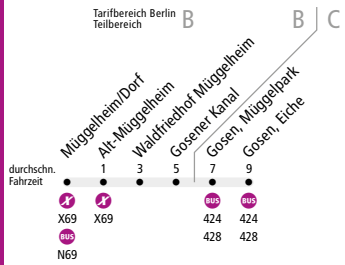 Tarifbereich Berlin
Teilbereich
B
B
C
Müggelheim/Dorf
Alt-Müggelheim
Waldfriedhof Müggelheim
Gosener Kanal
Gosen, Müggelpark
Gosen, Eiche
durchschn.
Fahrzeit
1 3 5 7 9
X X BUS BUS
X69 X69 424 424
BUS 428 428
N69